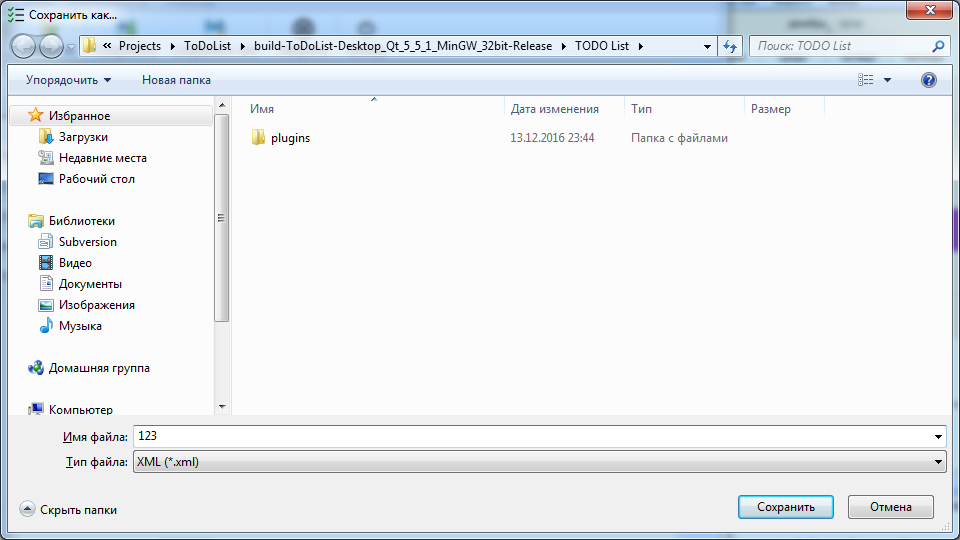 Сохранить как...
« Projects ToDoList build-ToDoList-Desktop_Qt_5_5_1_MinGW_32bit-Release TODO List
Поиск: TODO List
Упорядочить Новая папка
Избранное
Загрузки
Недавние места
Рабочий стол
Библиотеки
Subversion
Видео
Документы
Изображения
Музыка
Домашняя группа
Компьютер
Имя Дата изменения Тип Размер
plugins 13.12.2016 23:44 Папка с файлами
Имя файла: 123
Тип файла: XML (*.xml)
Скрыть папки
Сохранить Отмена